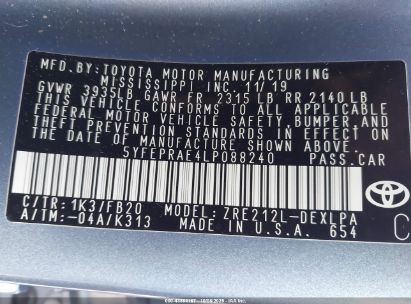 MFD. BY: TOYOTA MOTOR MANUFACTURING
MISSISSIPPI INC. 11/19
GVWR 3935LB GAWR FR 2315 LB RR 2140 LB
THIS VEHICLE CONFORMS TO ALL APPLICABLE
FEDERAL MOTOR VEHICLE SAFETY, BUMPER, AND
THEFT PREVENTION STANDARDS IN EFFECT ON
THE DATE OF MANUFACTURE SHOWN ABOVE.
5YFEPRAE4LP088240 PASS. CAR
C/TR: 1K3/FB20 MODEL: ZRE212L-DEXLPA
A/TM: -04A/K313 MADE IN U.S.A. 654
TOYOTA
C